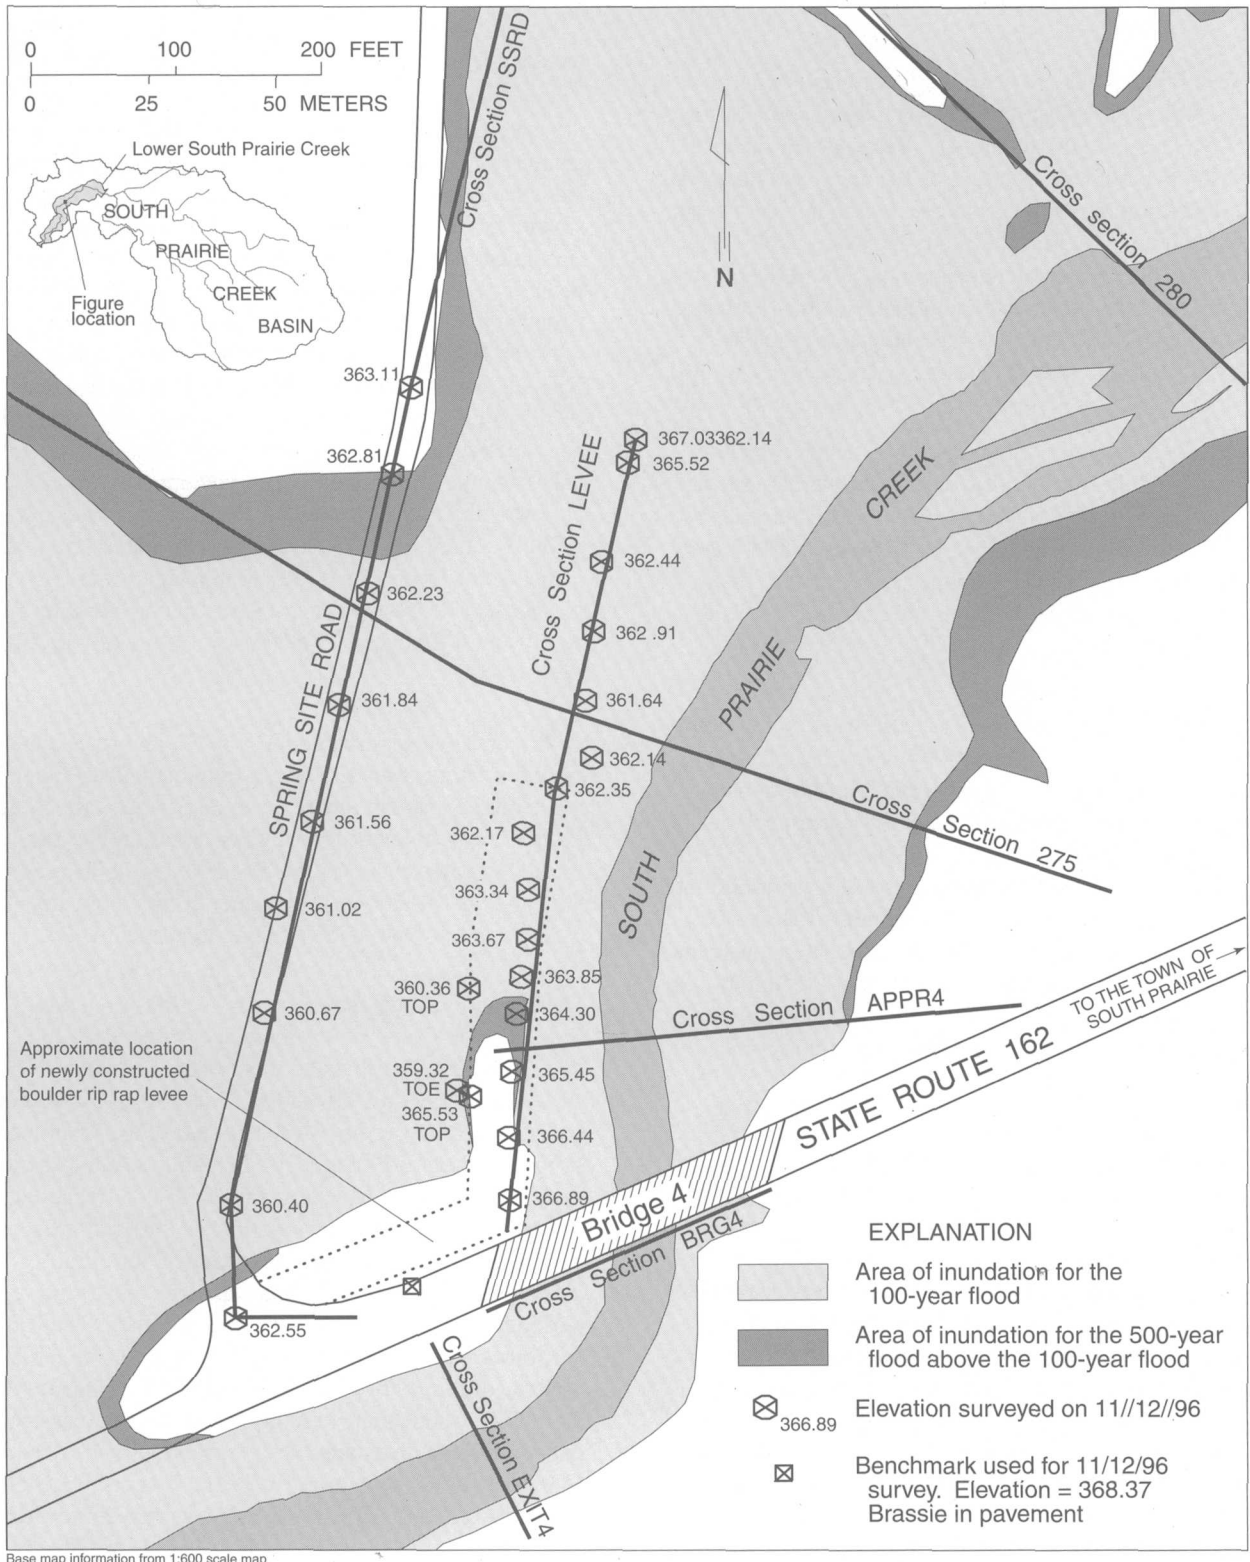 0 100 200 FEET
0 25 50 METERS
Lower South Prairie Creek
SOUTH
PRAIRIE
CREEK
BASIN
Figure
location
Cross Section SSRD
N
Cross section 280
363.11
362.81
362.23
361.84
361.56
361.02
360.67
360.40
362.55
SPRING SITE ROAD
Cross Section LEVEE
367.03362.14
365.52
362.44
362 .91
361.64
362.14
362.35
362.17
363.34
363.67
363.85
360.36
TOP
364.30
359.32
TOE
365.53
TOP
365.45
366.44
366.89
SOUTH PRAIRIE CREEK
Cross Section 275
Cross Section APPR4
TO THE TOWN OF
SOUTH PRAIRIE
STATE ROUTE 162
Approximate location
of newly constructed
boulder rip rap levee
Bridge 4
Cross Section BRG4
Cross Section EXIT4
EXPLANATION
Area of inundation for the
100-year flood
Area of inundation for the 500-year
flood above the 100-year flood
366.89
Elevation surveyed on 11//12//96
Benchmark used for 11/12/96
survey. Elevation = 368.37
Brassie in pavement
Base map information from 1:600 scale map